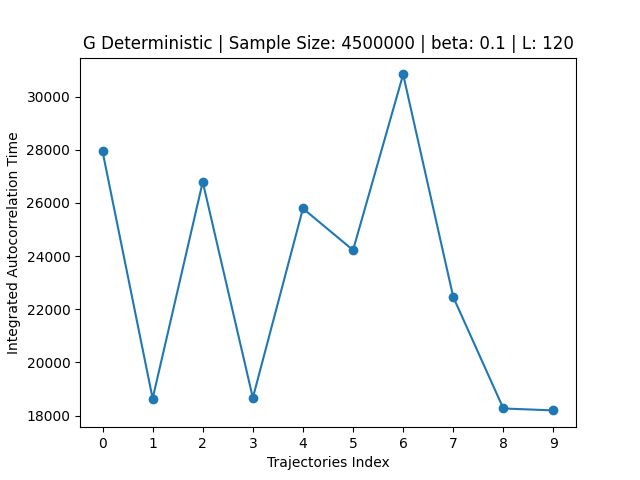 G Deterministic | Sample Size: 4500000 | beta: 0.1 | L: 120
Integrated Autocorrelation Time
30000
28000
26000
24000
22000
20000
18000
0 1 2 3 4 5 6 7 8 9
Trajectories Index